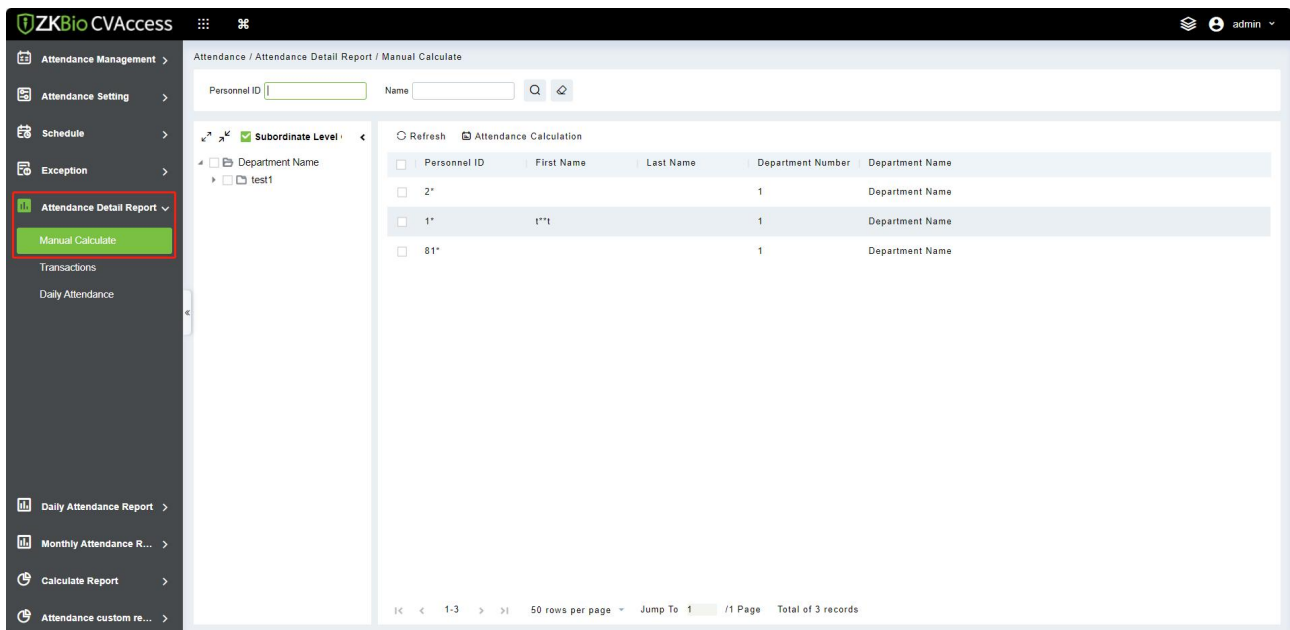 ZKBio CVAccess
admin
Attendance Management
Attendance Setting
Schedule
Exception
Attendance Detail Report
Manual Calculate
Transactions
Daily Attendance
Daily Attendance Report
Monthly Attendance R...
Calculate Report
Attendance custom re...
Attendance / Attendance Detail Report / Manual Calculate
Personnel ID
Name
Subordinate Level
Department Name
test1
Refresh Attendance Calculation
Personnel ID First Name Last Name Department Number Department Name
2* 1 Department Name
1* t**t 1 Department Name
81* 1 Department Name
1-3 50 rows per page Jump To 1 /1 Page Total of 3 records